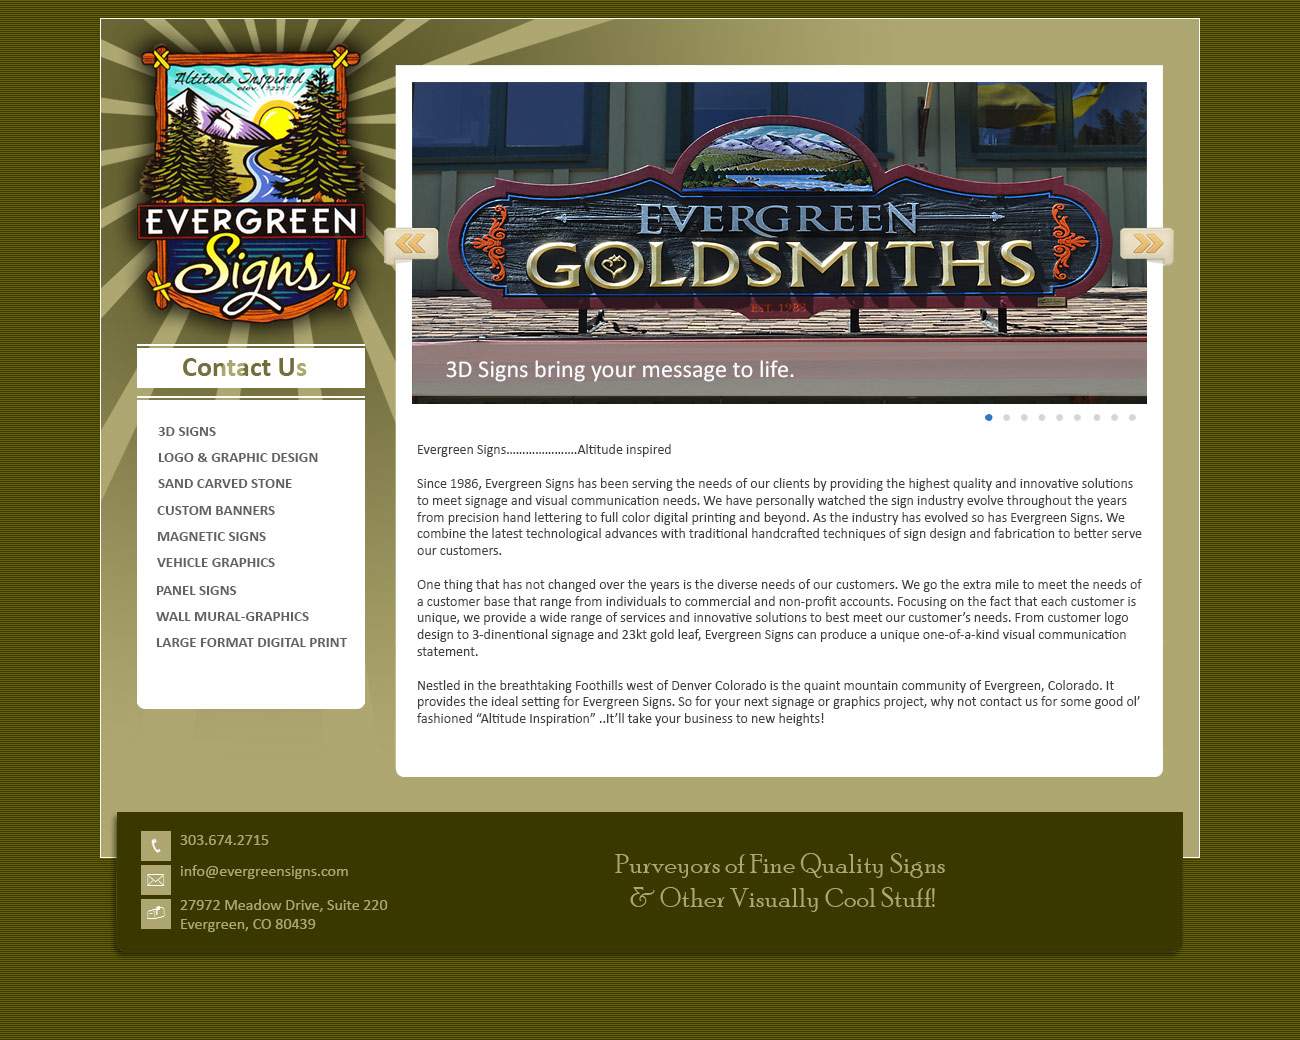 Altitude Inspired
elev. 7220'
EVERGREEN
Signs
Contact Us
3D SIGNS
LOGO & GRAPHIC DESIGN
SAND CARVED STONE
CUSTOM BANNERS
MAGNETIC SIGNS
VEHICLE GRAPHICS
PANEL SIGNS
WALL MURAL-GRAPHICS
LARGE FORMAT DIGITAL PRINT
EVERGREEN
GOLDSMITHS
EST. 1983
3D Signs bring your message to life.
Evergreen Signs......................Altitude inspired
Since 1986, Evergreen Signs has been serving the needs of our clients by providing the highest quality and innovative solutions
to meet signage and visual communication needs. We have personally watched the sign industry evolve throughout the years
from precision hand lettering to full color digital printing and beyond. As the industry has evolved so has Evergreen Signs. We
combine the latest technological advances with traditional handcrafted techniques of sign design and fabrication to better serve
our customers.
One thing that has not changed over the years is the diverse needs of our customers. We go the extra mile to meet the needs of
a customer base that range from individuals to commercial and non-profit accounts. Focusing on the fact that each customer is
unique, we provide a wide range of services and innovative solutions to best meet our customer's needs. From customer logo
design to 3-dinentional signage and 23kt gold leaf, Evergreen Signs can produce a unique one-of-a-kind visual communication
statement.
Nestled in the breathtaking Foothills west of Denver Colorado is the quaint mountain community of Evergreen, Colorado. It
provides the ideal setting for Evergreen Signs. So for your next signage or graphics project, why not contact us for some good ol'
fashioned "Altitude Inspiration" ..It'll take your business to new heights!
303.674.2715
info@evergreensigns.com
27972 Meadow Drive, Suite 220
Evergreen, CO 80439
Purveyors of Fine Quality Signs
& Other Visually Cool Stuff!